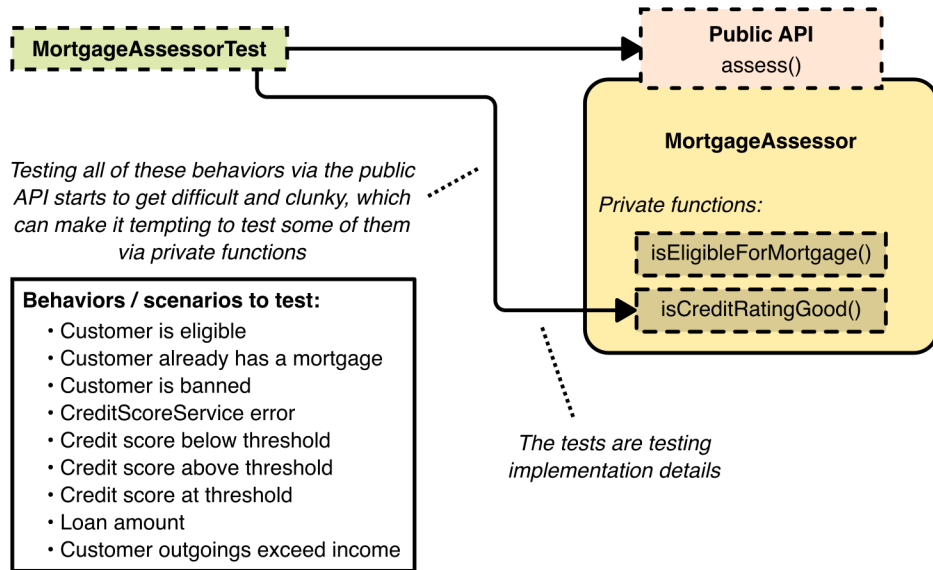 MortgageAssessorTest
Public API
assess()
MortgageAssessor
Testing all of these behaviors via the public
API starts to get difficult and clunky, which
can make it tempting to test some of them
via private functions
Private functions:
isEligibleForMortgage()
isCreditRatingGood()
Behaviors / scenarios to test:
• Customer is eligible
• Customer already has a mortgage
• Customer is banned
• CreditScoreService error
• Credit score below threshold
• Credit score above threshold
• Credit score at threshold
• Loan amount
• Customer outgoings exceed income
The tests are testing
implementation details